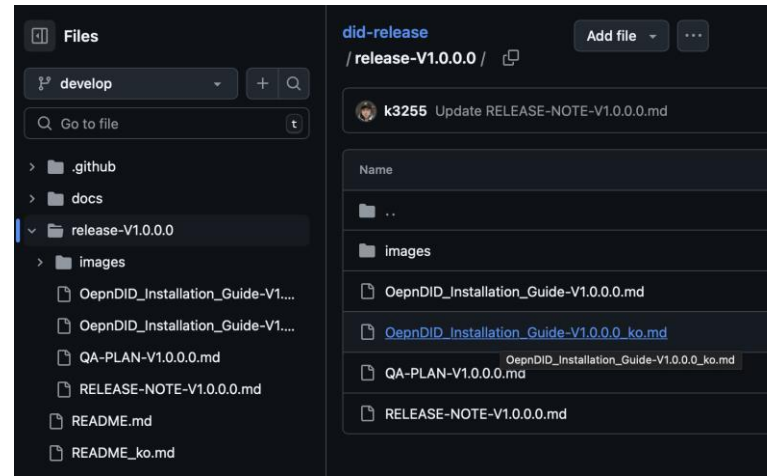 Files
develop
Go to file
t
.github
docs
release-V1.0.0.0
images
OepnDID_Installation_Guide-V1....
OepnDID_Installation_Guide-V1....
QA-PLAN-V1.0.0.0.md
RELEASE-NOTE-V1.0.0.0.md
README.md
README_ko.md
did-release
/ release-V1.0.0.0 /
Add file
k3255 Update RELEASE-NOTE-V1.0.0.0.md
Name
..
images
OepnDID_Installation_Guide-V1.0.0.0.md
OepnDID_Installation_Guide-V1.0.0.0_ko.md
OepnDID_Installation_Guide-V1.0.0.0_ko.md
QA-PLAN-V1.0.0.0.md
RELEASE-NOTE-V1.0.0.0.md